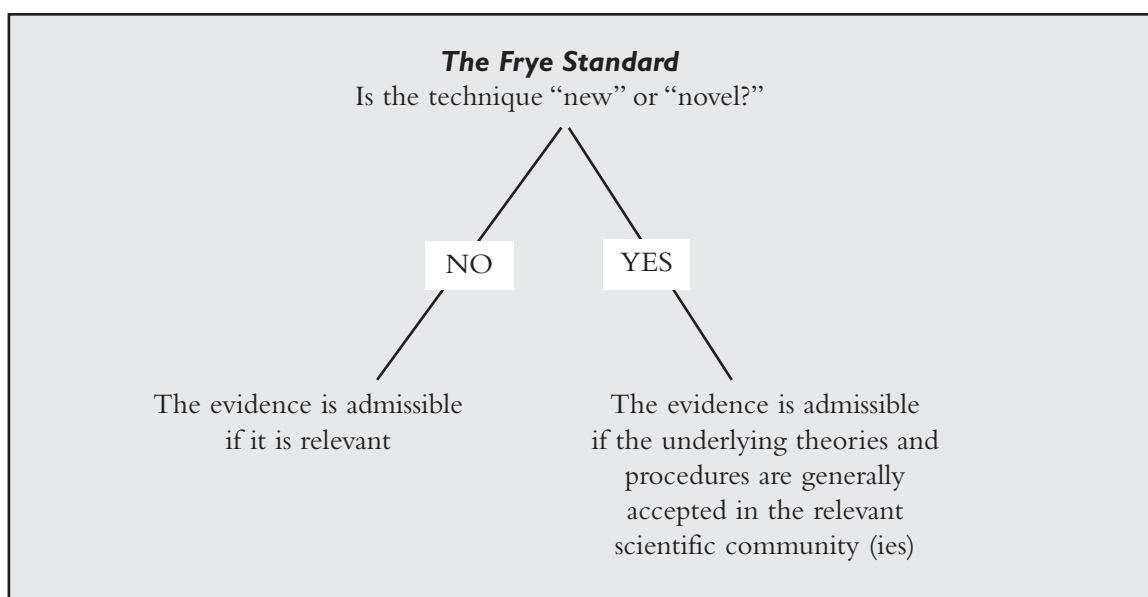 The Frye Standard
Is the technique “new” or “novel?”
NO
YES
The evidence is admissible
if it is relevant
The evidence is admissible
if the underlying theories and
procedures are generally
accepted in the relevant
scientific community (ies)